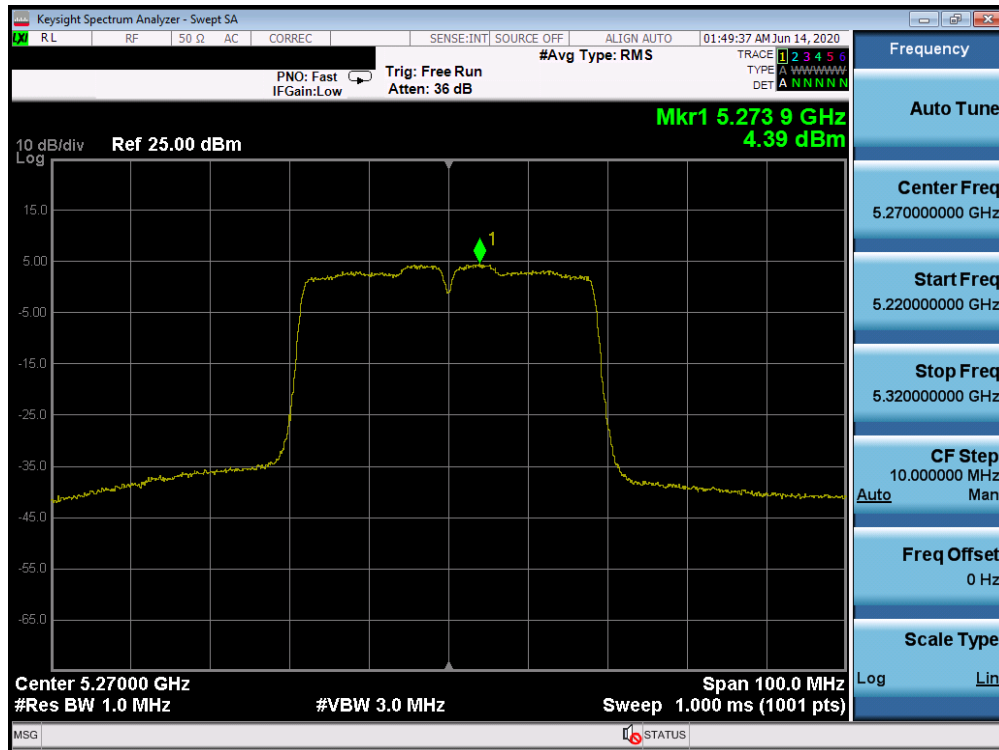 Keysight Spectrum Analyzer - Swept SA
LXI RL RF 50 Ω AC CORREC SENSE:INT SOURCE OFF ALIGN AUTO 01:49:37 AM Jun 14, 2020
#Avg Type: RMS
TRACE 1 2 3 4 5 6
TYPE A WWWWW
DET A N N N N N
PNO: Fast
IFGain:Low
Trig: Free Run
Atten: 36 dB
Mkr1 5.273 9 GHz
4.39 dBm
10 dB/div
Log
Ref 25.00 dBm
15.0
5.00
-5.00
-15.0
-25.0
-35.0
-45.0
-55.0
-65.0
1
Center 5.27000 GHz
Span 100.0 MHz
#Res BW 1.0 MHz
#VBW 3.0 MHz
Sweep 1.000 ms (1001 pts)
MSG
STATUS
Frequency
Auto Tune
Center Freq
5.270000000 GHz
Start Freq
5.220000000 GHz
Stop Freq
5.320000000 GHz
CF Step
10.000000 MHz
Auto Man
Freq Offset
0 Hz
Scale Type
Log Lin